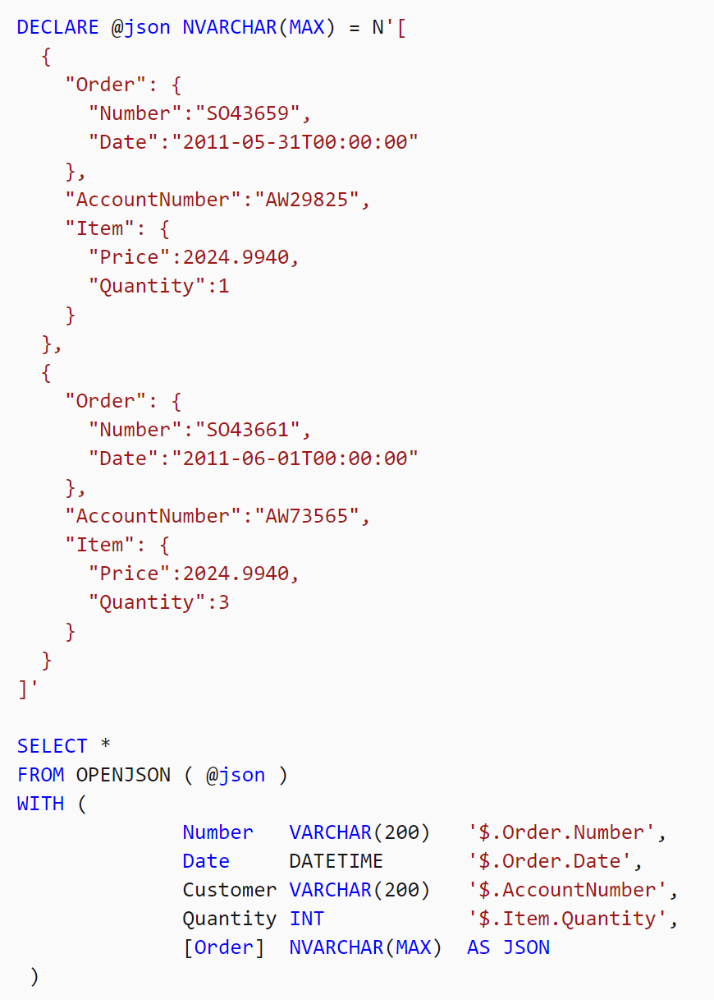 DECLARE @json NVARCHAR(MAX) = N'[
  {
    "Order": {
      "Number":"SO43659",
      "Date":"2011-05-31T00:00:00"
    },
    "AccountNumber":"AW29825",
    "Item": {
      "Price":2024.9940,
      "Quantity":1
    }
  },
  {
    "Order": {
      "Number":"SO43661",
      "Date":"2011-06-01T00:00:00"
    },
    "AccountNumber":"AW73565",
    "Item": {
      "Price":2024.9940,
      "Quantity":3
    }
  }
]'

SELECT *
FROM OPENJSON ( @json )
WITH (
              Number   VARCHAR(200)   '$.Order.Number',
              Date     DATETIME       '$.Order.Date',
              Customer VARCHAR(200)   '$.AccountNumber',
              Quantity INT            '$.Item.Quantity',
              [Order]  NVARCHAR(MAX)  AS JSON
 )